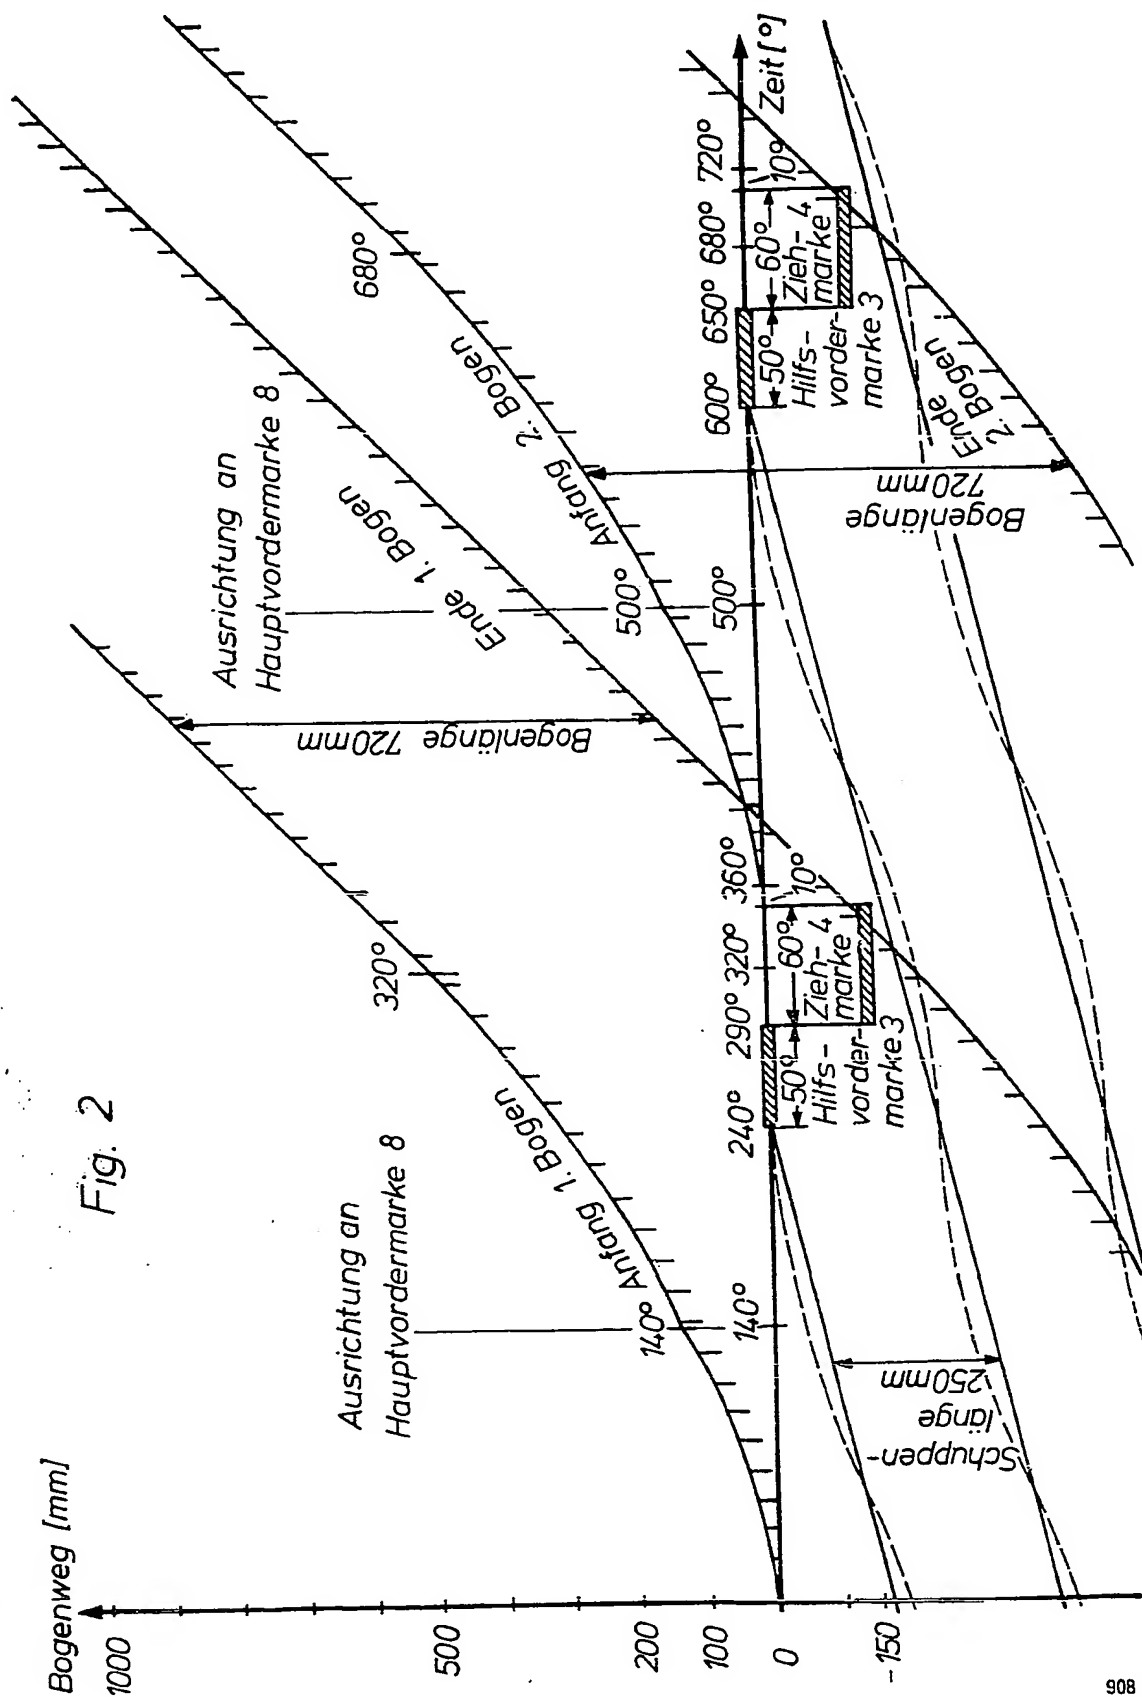 Fig. 2
Bogenweg [mm]
1000
500
200
100
0
-150
Ausrichtung an
Hauptvordermarke 8
Ausrichtung an
Hauptvordermarke 8
140°
320°
500°
680°
Anfang 1. Bogen
Ende 1. Bogen
Anfang 2. Bogen
Ende
2. Bogen
Bogenlänge 720mm
Bogenlänge
720mm
Schuppen-
länge
250mm
140°
240°
290°
320°
360°
500°
600°
650°
680°
720°
Zeit [°]
50°
60°
10°
Hilfs-
vorder-
marke 3
Zieh- 4
marke
50°
60°
10°
Hilfs-
vorder-
marke 3
Zieh- 4
marke
908